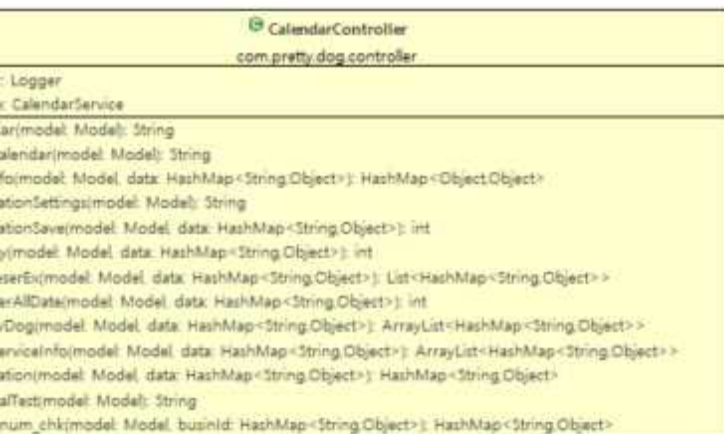 CalendarController
com.pretty.dog.controller
: Logger
: CalendarService
ar(model: Model): String
alendar(model: Model): String
fo(model: Model, data: HashMap<String,Object>): HashMap<Object,Object>
ationSettings(model: Model): String
ationSave(model: Model, data: HashMap<String,Object>): int
y(model: Model, data: HashMap<String,Object>): int
eserEx(model: Model, data: HashMap<String,Object>): List<HashMap<String,Object>>
erAllDate(model: Model, data: HashMap<String,Object>): int
yDog(model: Model, data: HashMap<String,Object>): ArrayList<HashMap<String,Object>>
erviceInfo(model: Model, data: HashMap<String,Object>): ArrayList<HashMap<String,Object>>
ation(model: Model, data: HashMap<String,Object>): HashMap<String,Object>
alTest(model: Model): String
num_chk(model: Model, businId: HashMap<String,Object>): HashMap<String,Object>